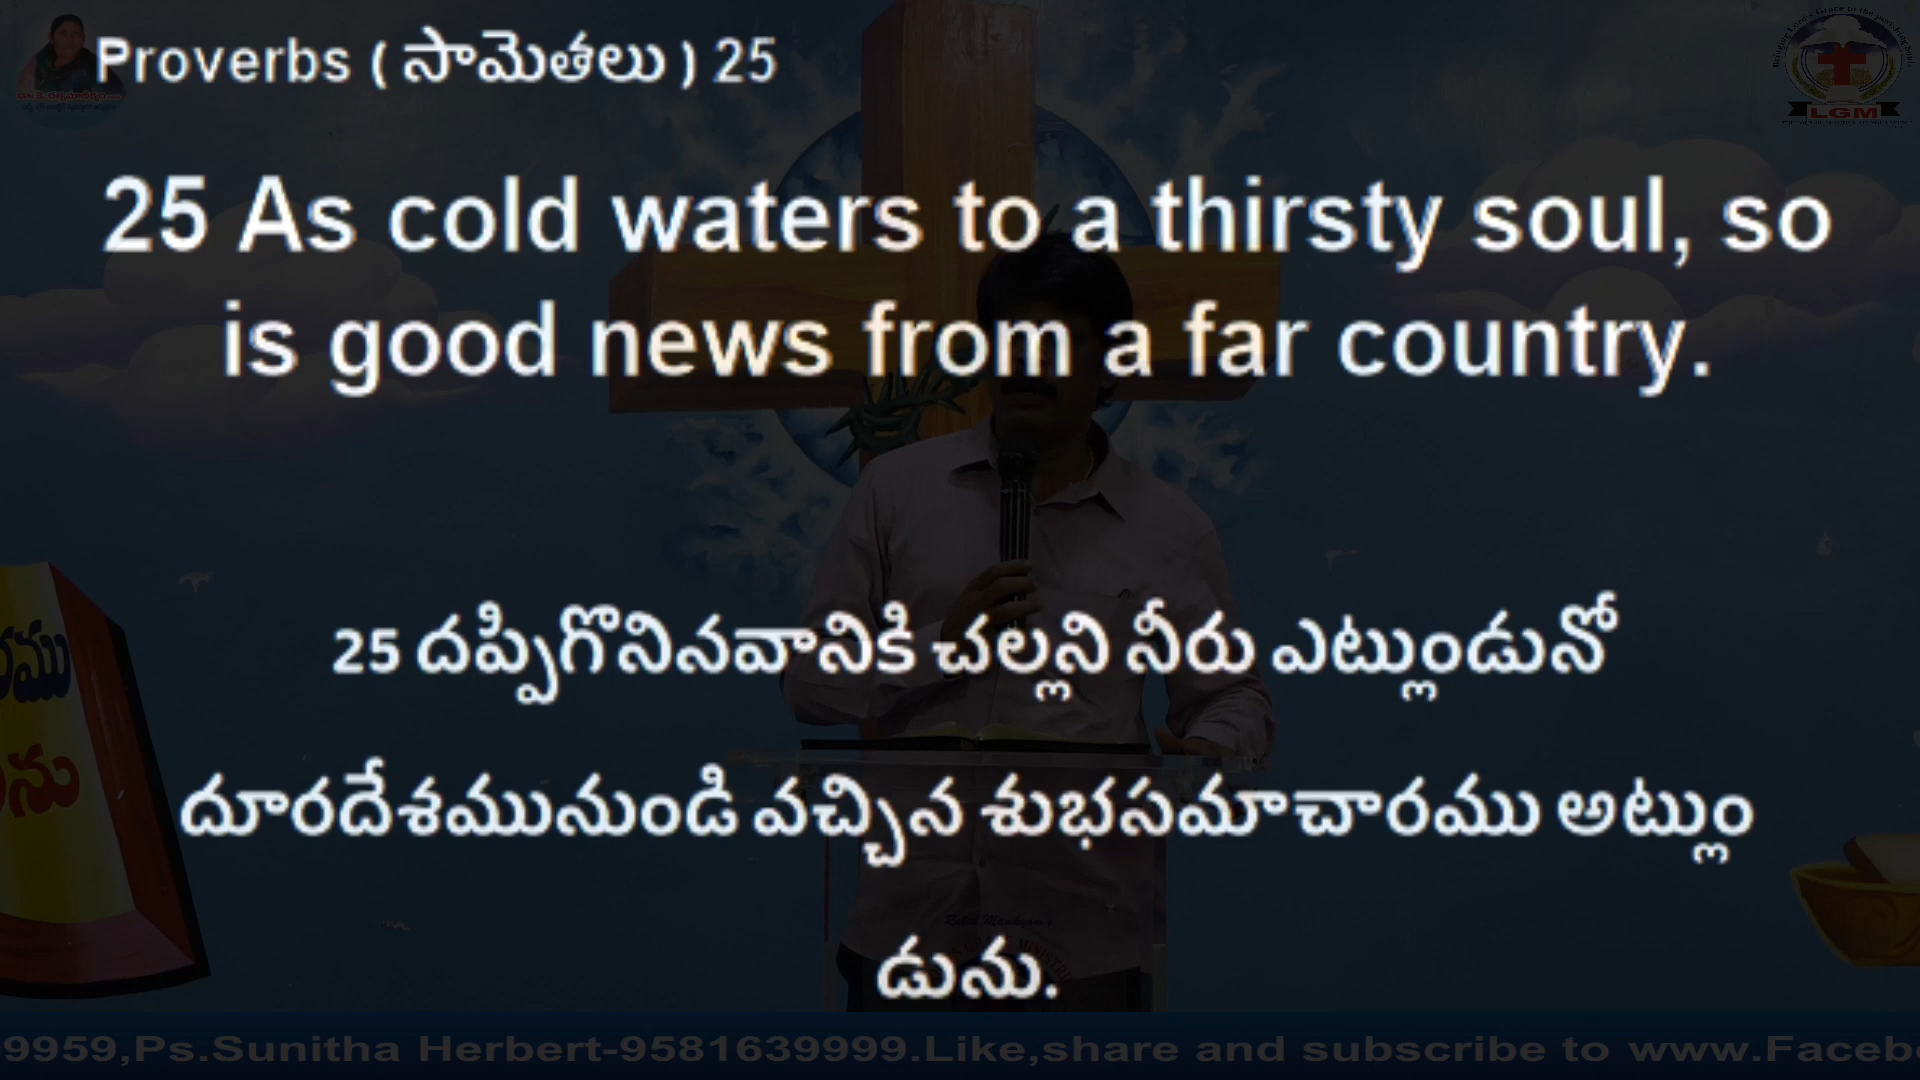 Proverbs ( సామెతలు ) 25
LGM
25 As cold waters to a thirsty soul, so
is good news from a far country.
25 దప్పిగొనినవానికి చల్లని నీరు ఎట్లుండునో
దూరదేశమునుండి వచ్చిన శుభసమాచారము అట్లుం
డును.
9959,Ps.Sunitha Herbert-9581639999.Like,share and subscribe to www.Faceb